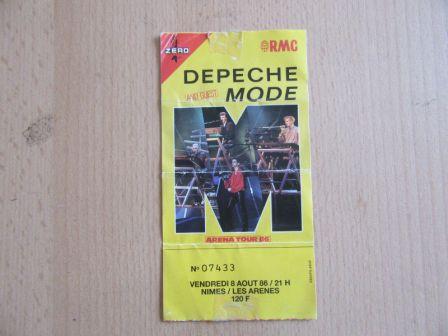 ZERO
1
RMC
DEPECHE
AND GUEST
MODE
ARENA TOUR 86
Nº 07433
VENDREDI 8 AOUT 86 / 21 H
NIMES / LES ARENES
120 F